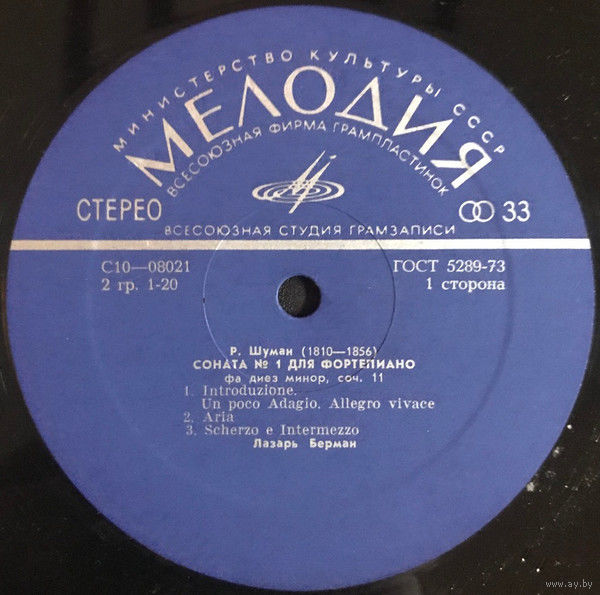 МИНИСТЕРСТВО КУЛЬТУРЫ СССР
МЕЛОДИЯ
ВСЕСОЮЗНАЯ ФИРМА ГРАМПЛАСТИНОК
СТЕРЕО
33
ВСЕСОЮЗНАЯ СТУДИЯ ГРАМЗАПИСИ
С10—08021
ГОСТ 5289-73
2 гр. 1-20
1 сторона
Р. Шуман (1810—1856)
СОНАТА № 1 ДЛЯ ФОРТЕПИАНО
фа диез минор, соч. 11
1. Introduzione.
Un poco Adagio. Allegro vivace
2. Aria
3. Scherzo e Intermezzo
Лазарь Берман
www.ay.by